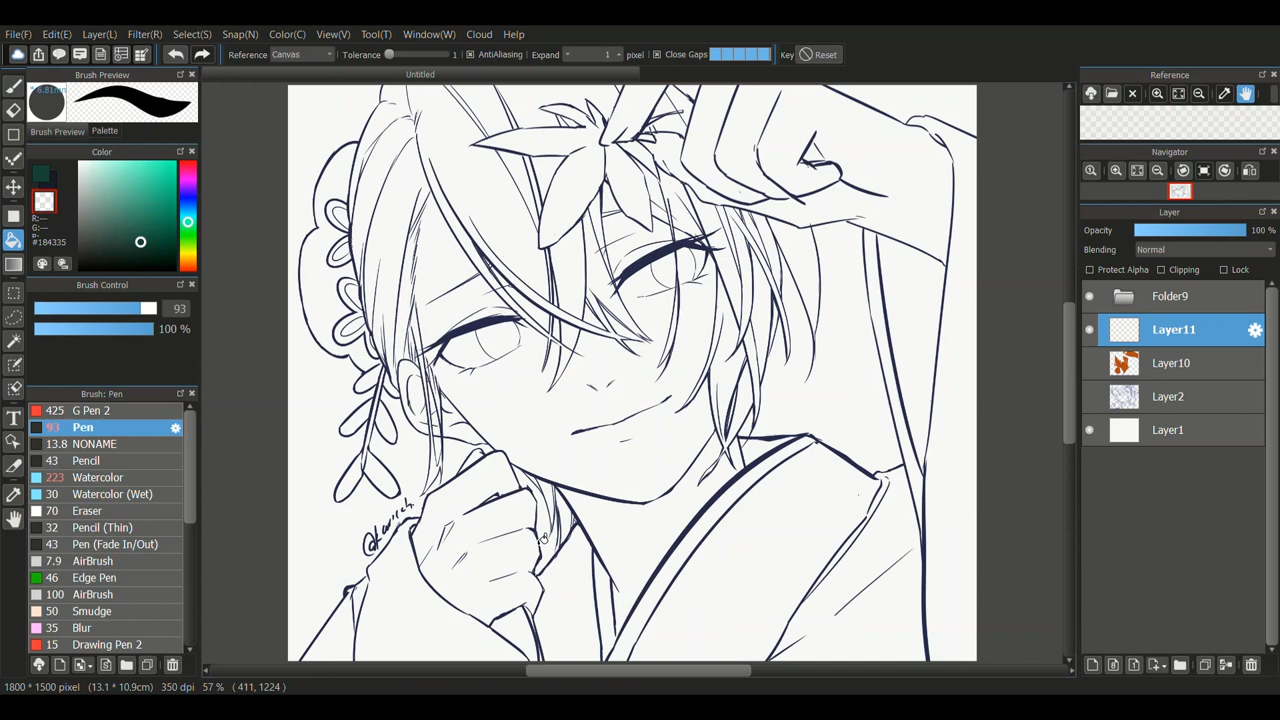 File(F) Edit(E) Layer(L) Filter(R) Select(S) Snap(N) Color(C) View(V) Tool(T) Window(W) Cloud Help
Reference Canvas Tolerance 1 AntiAliasing Expand 1 pixel Close Gaps Key Reset
Brush Preview
6.81mm
Brush Preview Palette
Color
R:---
G:---
B:---
#184335
Brush Control
93
100 %
Brush: Pen
425 G Pen 2
93 Pen
13.8 NONAME
43 Pencil
223 Watercolor
30 Watercolor (Wet)
70 Eraser
32 Pencil (Thin)
43 Pen (Fade In/Out)
7.9 AirBrush
46 Edge Pen
100 AirBrush
50 Smudge
35 Blur
15 Drawing Pen 2
1800 * 1500 pixel (13.1 * 10.9cm) 350 dpi 57 % ( 411, 1224 )
Untitled
Reference
Navigator
Layer
Opacity 100 %
Blending Normal
Protect Alpha Clipping Lock
Folder9
Layer11
Layer10
Layer2
Layer1